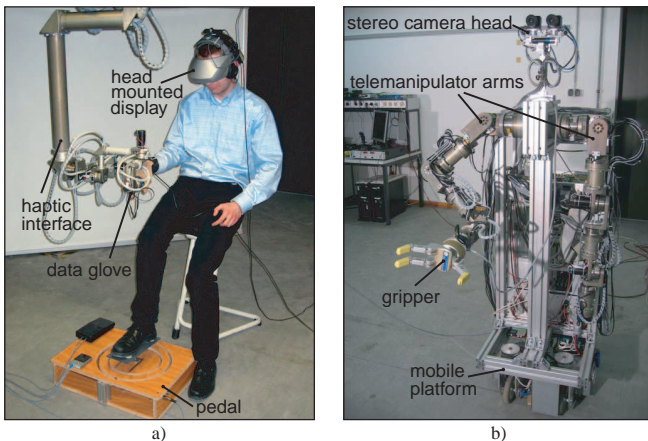 head
mounted
display
haptic
interface
data glove
pedal
a)
stereo camera head
telemanipulator arms
gripper
mobile
platform
b)